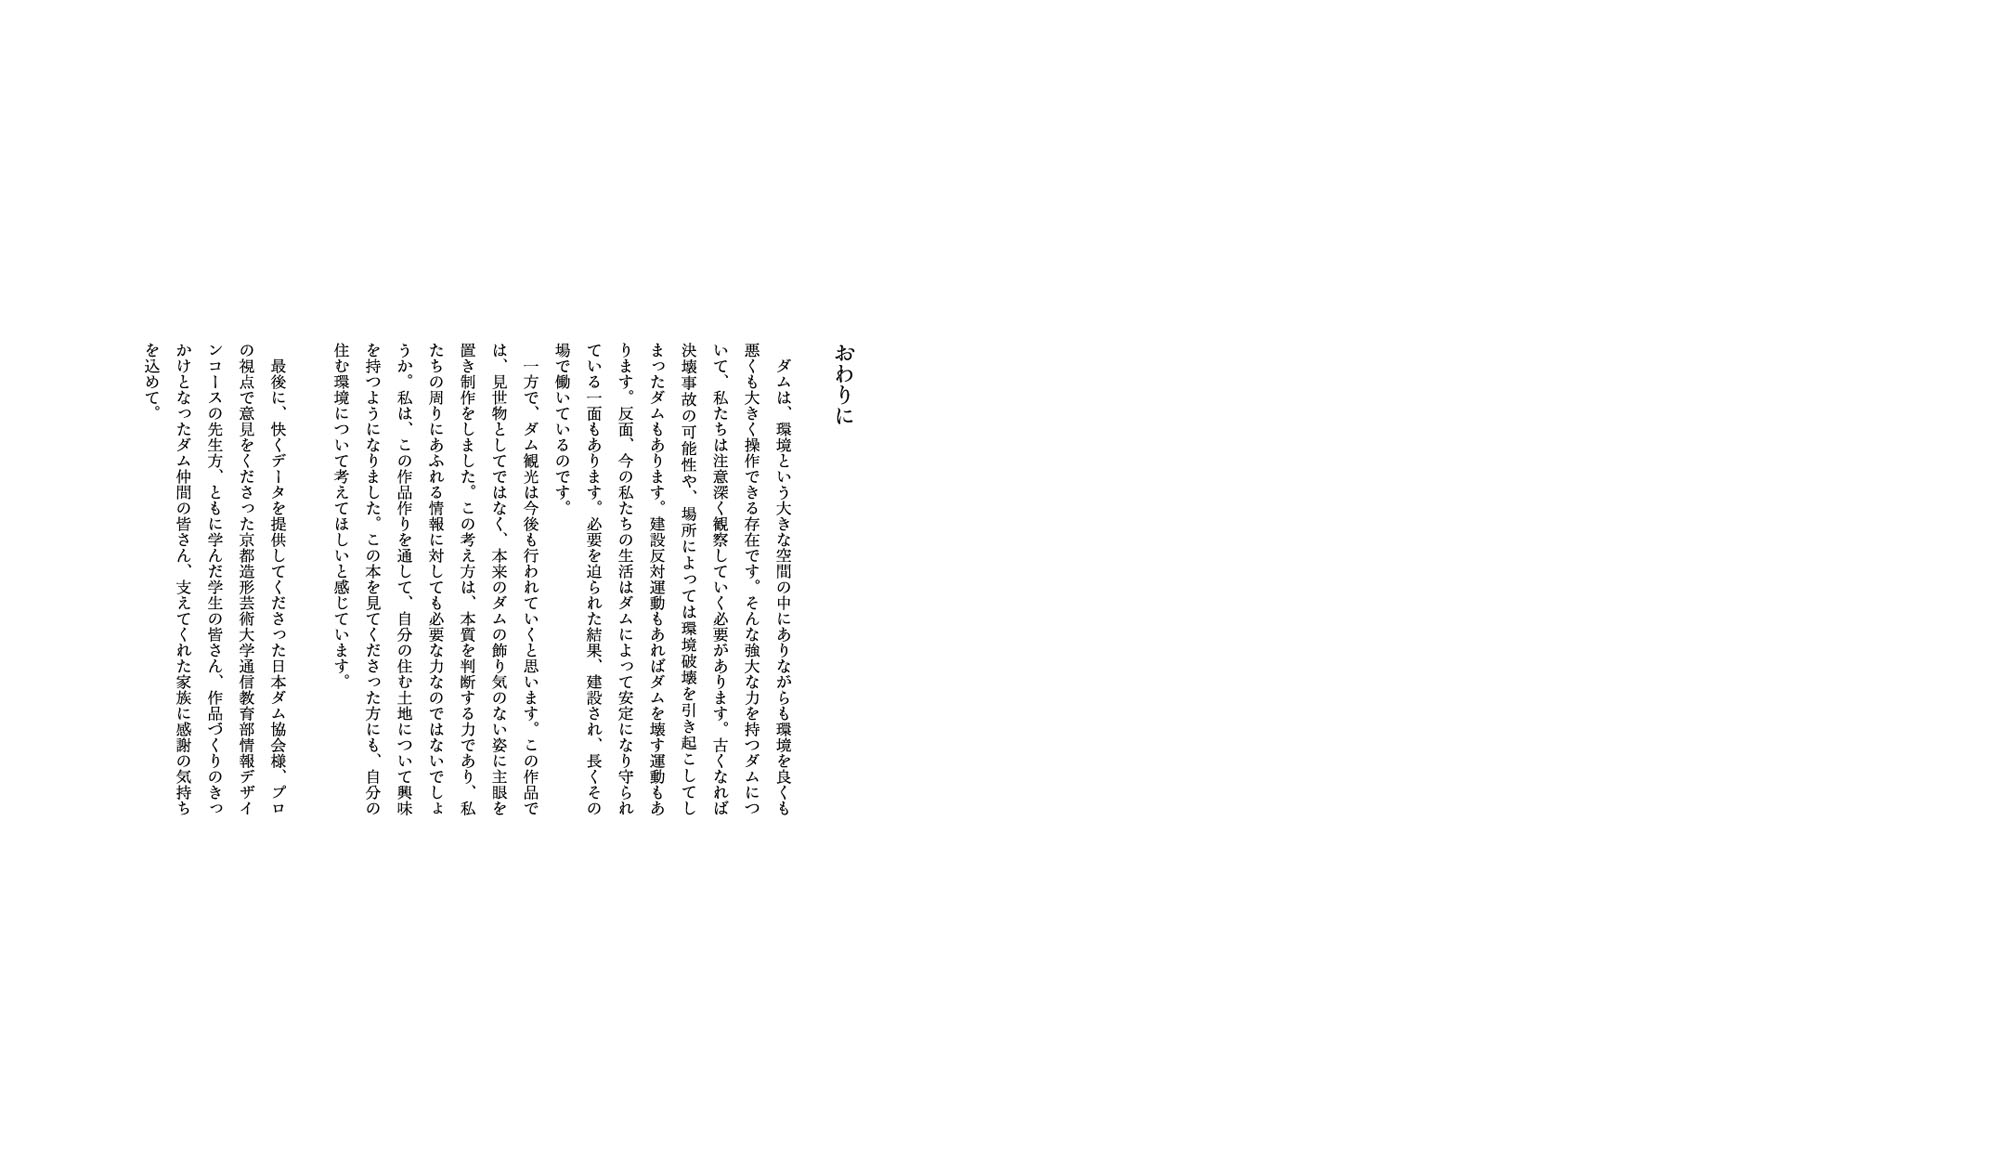 おわりに
ダムは、環境という大きな空間の中にありながらも環境を良くも
悪くも大きく操作できる存在です。そんな強大な力を持つダムにつ
いて、私たちは注意深く観察していく必要があります。古くなれば
決壊事故の可能性や、場所によっては環境破壊を引き起こしてし
まったダムもあります。建設反対運動もあればダムを壊す運動もあ
ります。反面、今の私たちの生活はダムによって安定になり守られ
ている一面もあります。必要を迫られた結果、建設され、長くその
場で働いているのです。
一方で、ダム観光は今後も行われていくと思います。この作品で
は、見世物としてではなく、本来のダムの飾り気のない姿に主眼を
置き制作をしました。この考え方は、本質を判断する力であり、私
たちの周りにあふれる情報に対しても必要な力なのではないでしょ
うか。私は、この作品作りを通して、自分の住む土地について興味
を持つようになりました。この本を見てくださった方にも、自分の
住む環境について考えてほしいと感じています。
最後に、快くデータを提供してくださった日本ダム協会様、プロ
の視点で意見をくださった京都造形芸術大学通信教育部情報デザイ
ンコースの先生方、ともに学んだ学生の皆さん、作品づくりのきっ
かけとなったダム仲間の皆さん、支えてくれた家族に感謝の気持ち
を込めて。